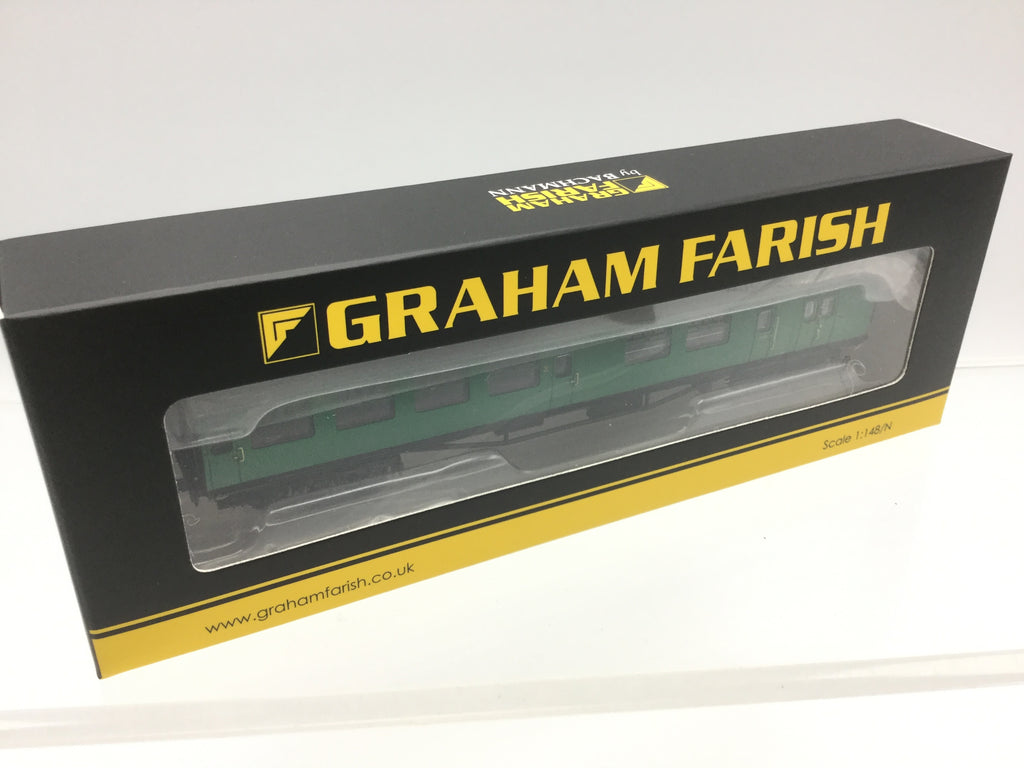 GRAHAM
FARISH
by BACHMANN
GRAHAM FARISH
Scale 1:148/N
www.grahamfarish.co.uk